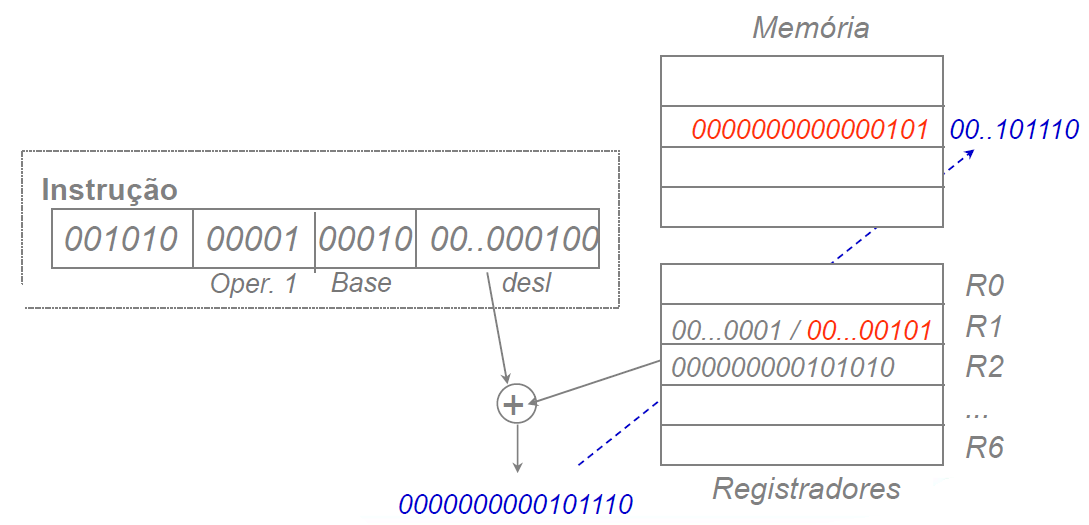 Memória
0000000000000101 00..101110
Instrução
001010 00001 00010 00..000100
Oper. 1 Base desl
R0
00...0001 / 00...00101 R1
000000000101010 R2
+
...
R6
Registradores
0000000000101110